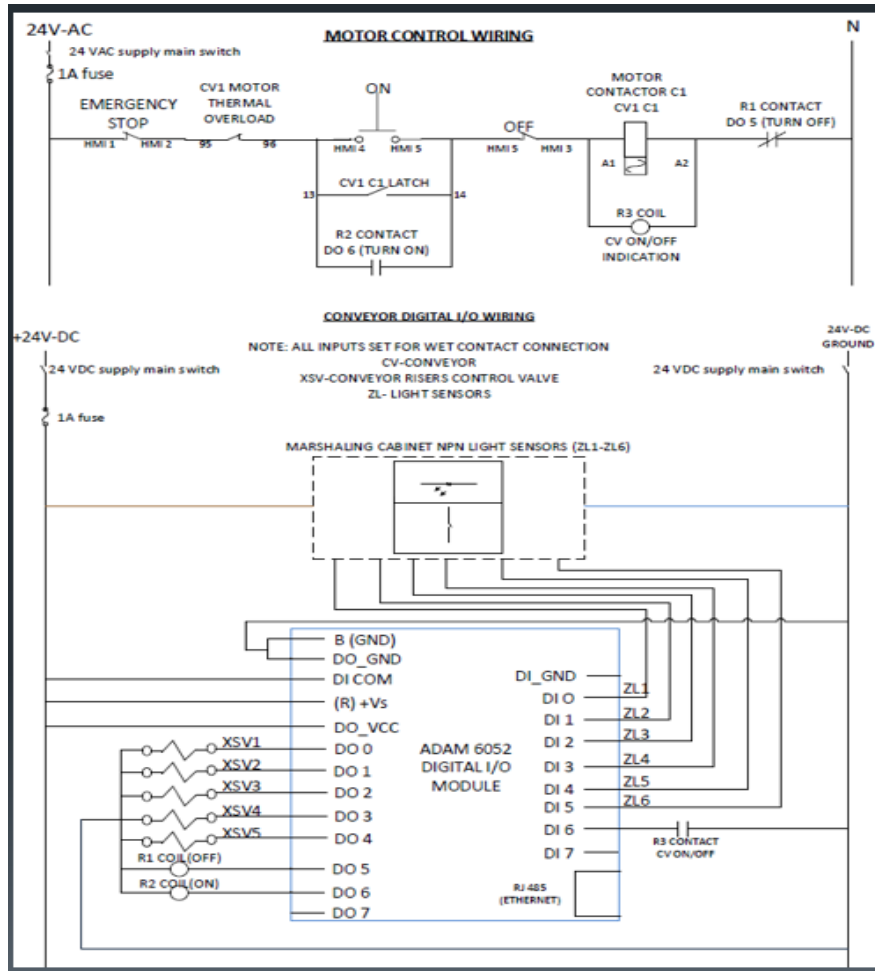 24V-AC
MOTOR CONTROL WIRING
N
24 VAC supply main switch
1A fuse
EMERGENCY
STOP
CV1 MOTOR
THERMAL
OVERLOAD
ON
OFF
MOTOR
CONTACTOR C1
CV1 C1
R1 CONTACT
DO 5 (TURN OFF)
HMI 1
HMI 2
95
96
HMI 4
HMI 5
HMI 5
HMI 3
A1
A2
13
CV1 C1 LATCH
14
R2 CONTACT
DO 6 (TURN ON)
R3 COIL
CV ON/OFF
INDICATION
CONVEYOR DIGITAL I/O WIRING
+24V-DC
24V-DC
GROUND
NOTE: ALL INPUTS SET FOR WET CONTACT CONNECTION
CV-CONVEYOR
XSV-CONVEYOR RISERS CONTROL VALVE
ZL- LIGHT SENSORS
24 VDC supply main switch
24 VDC supply main switch
1A fuse
MARSHALING CABINET NPN LIGHT SENSORS (ZL1-ZL6)
B (GND)
DO_GND
DI COM
(R) +Vs
DO_VCC
DO 0
DO 1
DO 2
DO 3
DO 4
DO 5
DO 6
DO 7
XSV1
XSV2
XSV3
XSV4
XSV5
R1 COIL(OFF)
R2 COIL(ON)
ADAM 6052
DIGITAL I/O
MODULE
DI_GND
DI 0
DI 1
DI 2
DI 3
DI 4
DI 5
DI 6
DI 7
ZL1
ZL2
ZL3
ZL4
ZL5
ZL6
R3 CONTACT
CV ON/OFF
RJ 485
(ETHERNET)